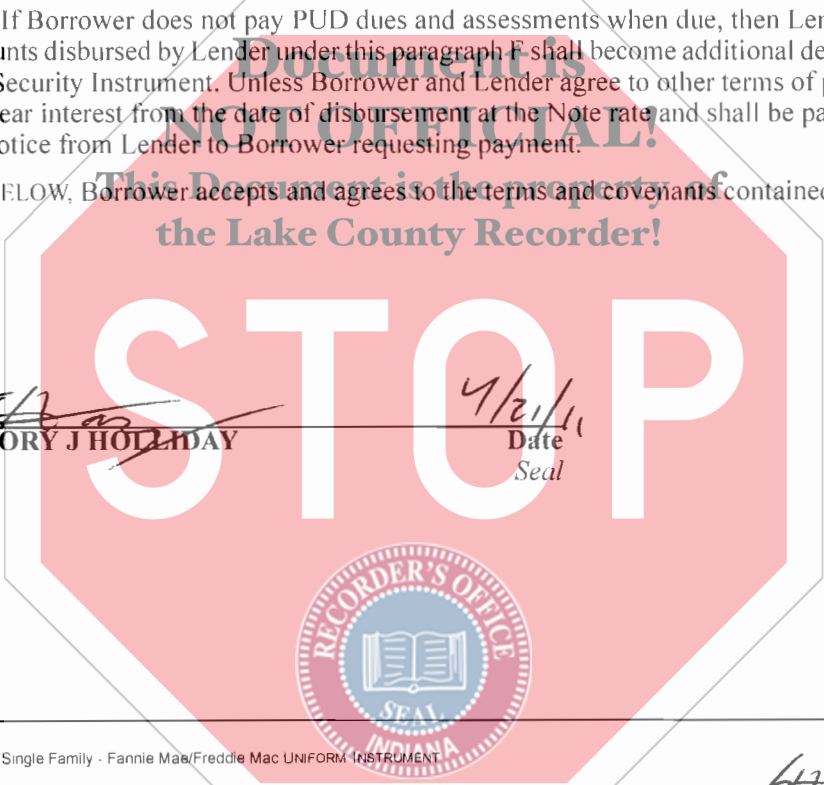 If Borrower does not pay PUD dues and assessments when due, then Len
unts disbursed by Lender under this paragraph F shall become additional de
Security Instrument. Unless Borrower and Lender agree to other terms of p
ear interest from the date of disbursement at the Note rate and shall be pa
otice from Lender to Borrower requesting payment.
Document is
NOT OFFICIAL!
This Document is the property of
the Lake County Recorder!
ELOW, Borrower accepts and agrees to the terms and covenants contained
STOP
4/21/11
ORY J HOLLIDAY
Date
Seal
RECORDER'S OFFICE
SEAL
INDIANA
Single Family - Fannie Mae/Freddie Mac UNIFORM INSTRUMENT